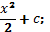 x²/2 + c;